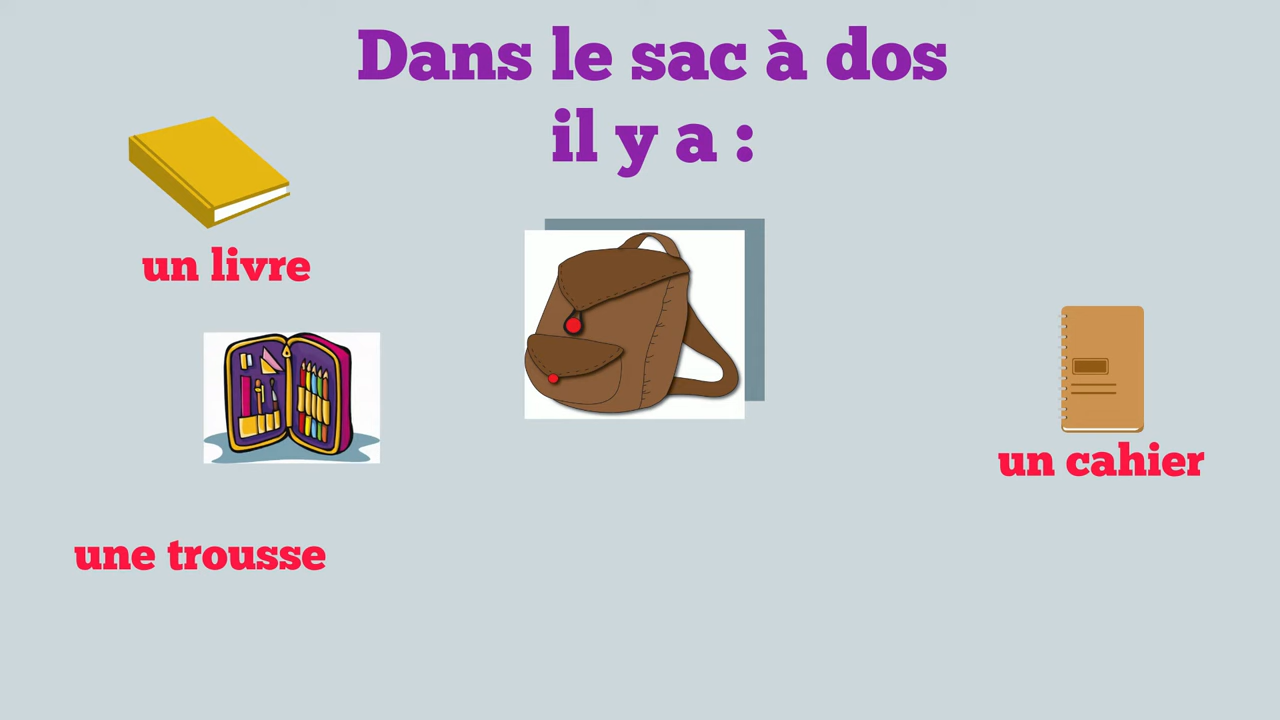 Dans le sac à dos
il y a :
un livre
un cahier
une trousse